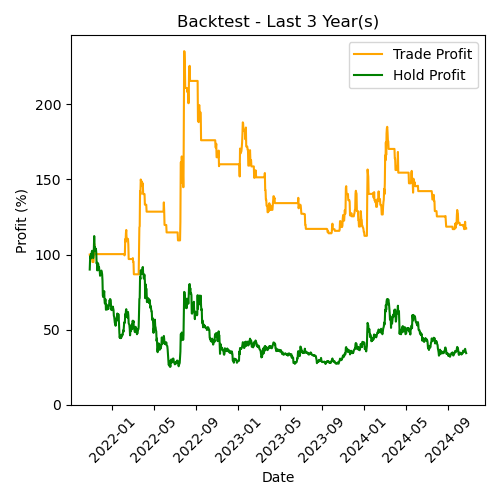 Backtest - Last 3 Year(s)
Trade Profit
Hold Profit
Profit (%)
200
150
100
50
0
2022-01
2022-05
2022-09
2023-01
2023-05
2023-09
2024-01
2024-05
2024-09
Date